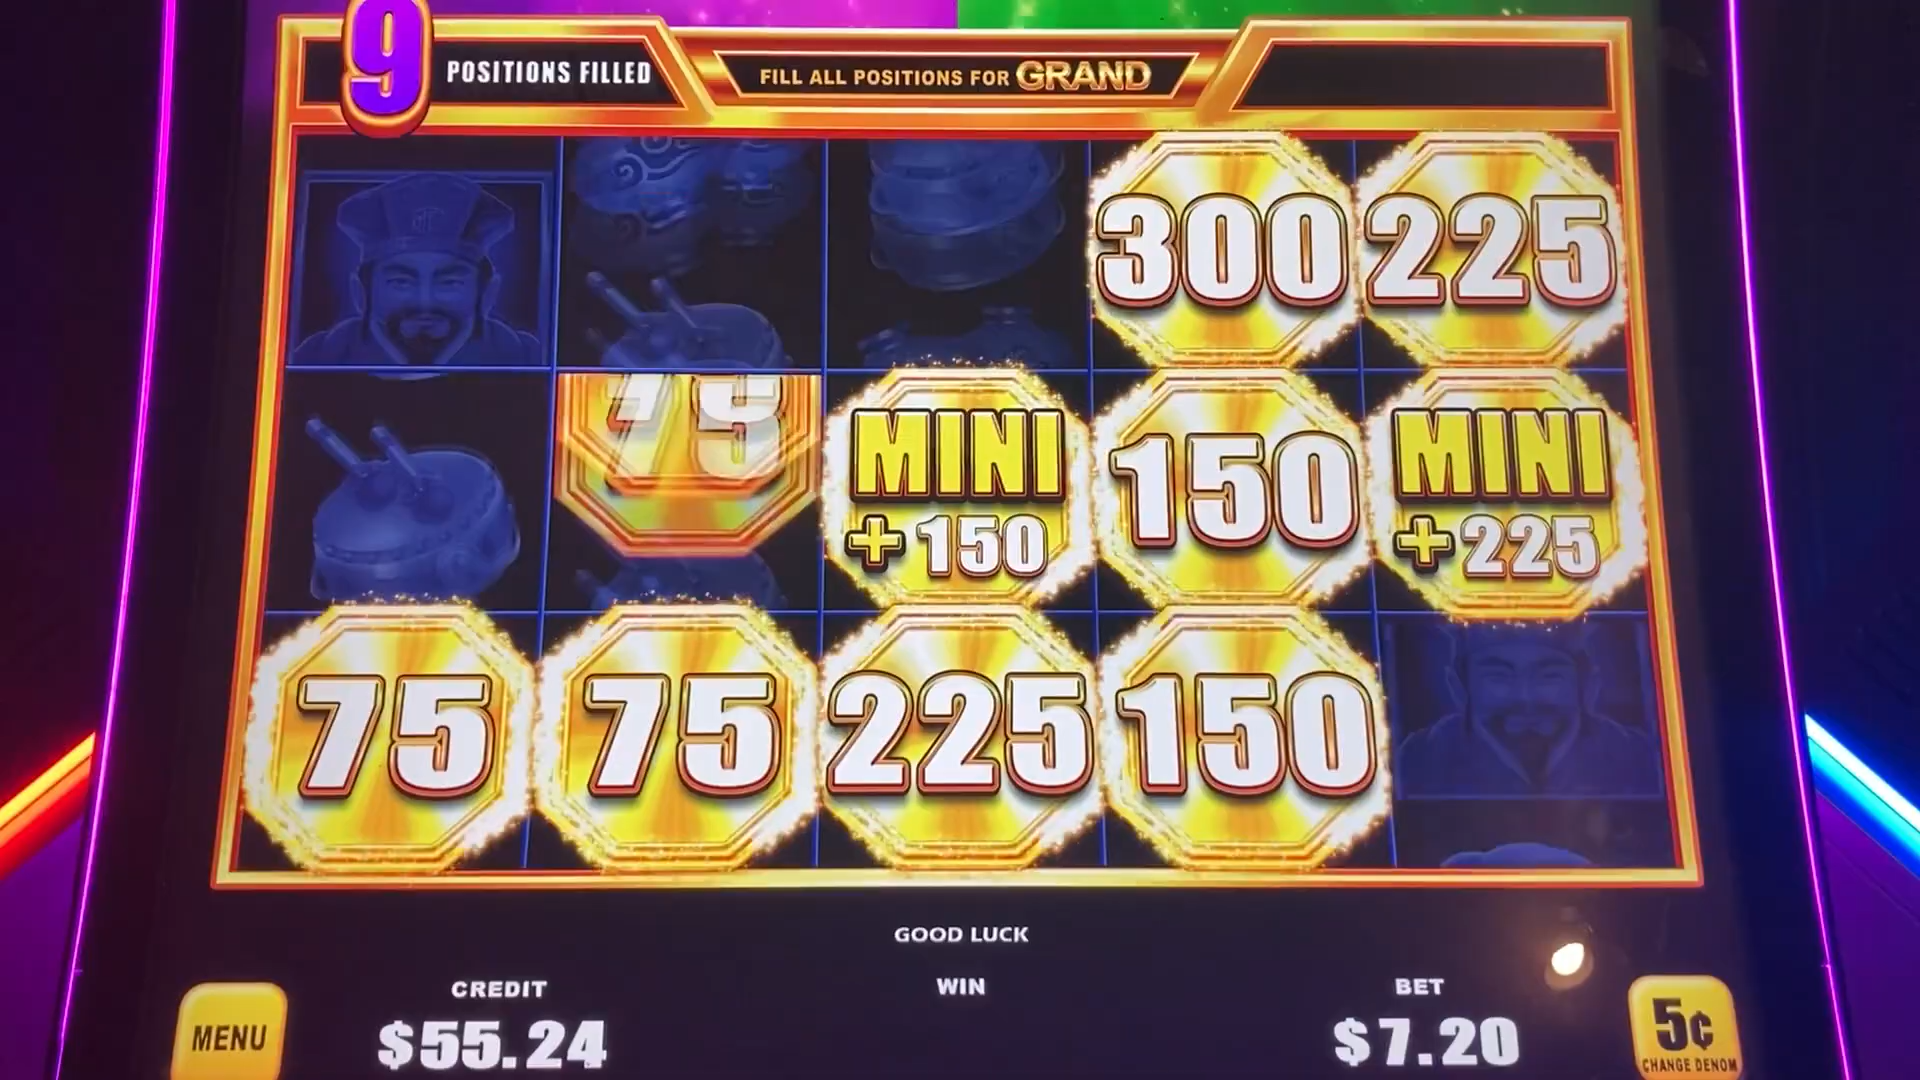 9 POSITIONS FILLED
FILL ALL POSITIONS FOR GRAND
300 225
75 MINI +150 150 MINI +225
75 75 225 150
GOOD LUCK
CREDIT WIN BET
MENU $55.24 $7.20 5¢ CHANGE DENOM